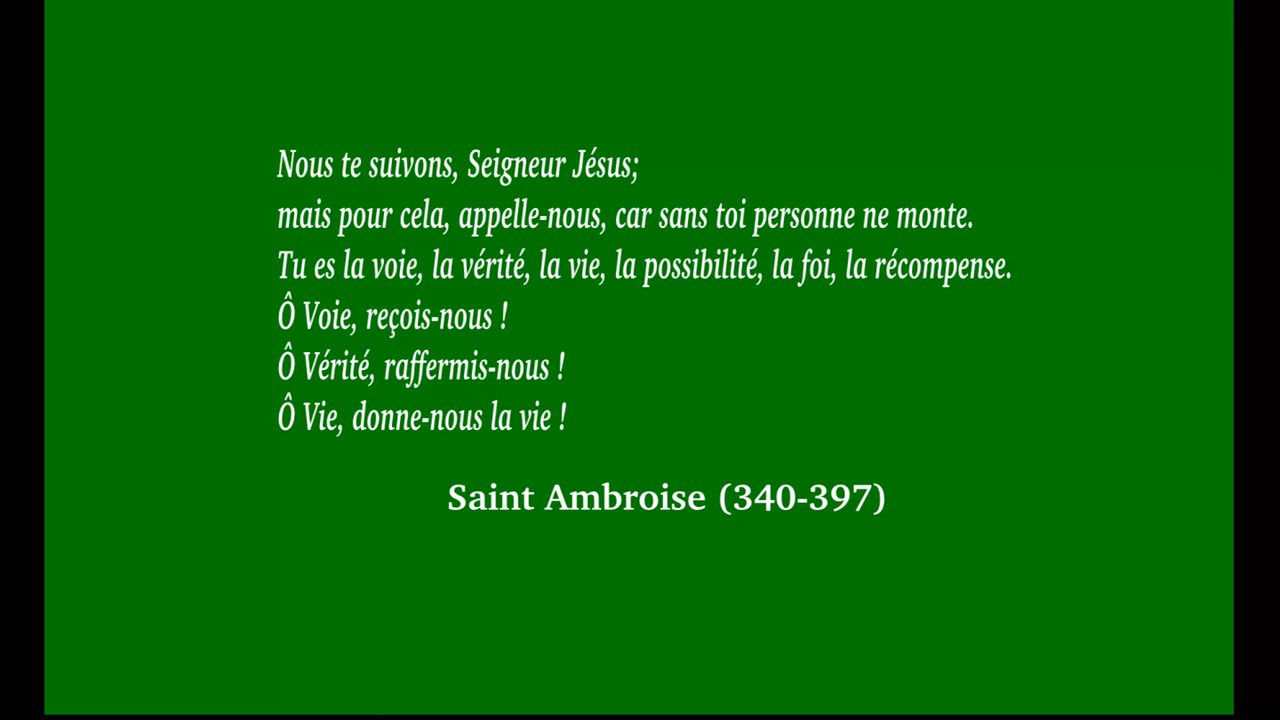 Nous te suivons, Seigneur Jésus;
mais pour cela, appelle-nous, car sans toi personne ne monte.
Tu es la voie, la vérité, la vie, la possibilité, la foi, la récompense.
Ô Voie, reçois-nous !
Ô Vérité, raffermis-nous !
Ô Vie, donne-nous la vie !
Saint Ambroise (340-397)